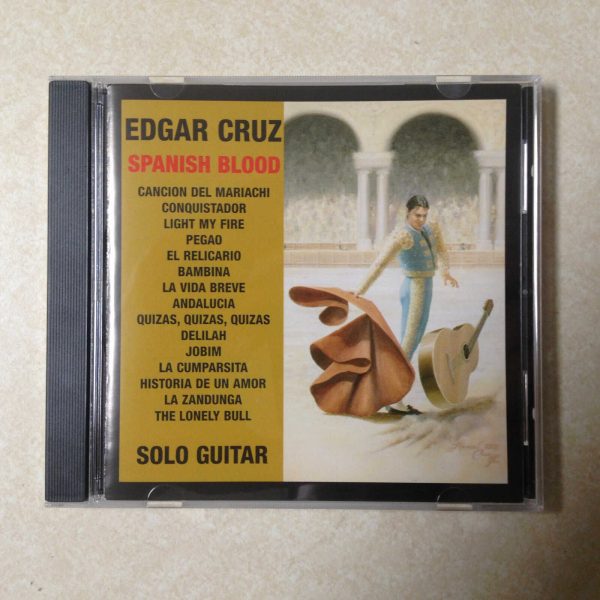 EDGAR CRUZ
SPANISH BLOOD
CANCION DEL MARIACHI
CONQUISTADOR
LIGHT MY FIRE
PEGAO
EL RELICARIO
BAMBINA
LA VIDA BREVE
ANDALUCIA
QUIZAS, QUIZAS, QUIZAS
DELILAH
JOBIM
LA CUMPARSITA
HISTORIA DE UN AMOR
LA ZANDUNGA
THE LONELY BULL
SOLO GUITAR